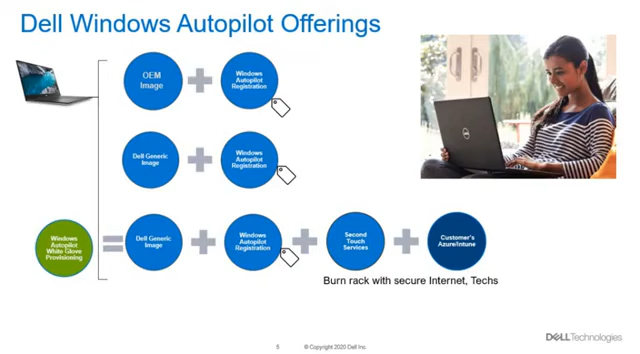 Dell Windows Autopilot Offerings
OEM
Image
Windows
Autopilot
Registration
Dell Generic
Image
Windows
Autopilot
Registration
Windows
Autopilot
White Glove
Provisioning
Dell Generic
Image
Windows
Autopilot
Registration
Second
Touch
Services
Customer's
Azure/Intune
Burn rack with secure Internet, Techs
5
© Copyright 2020 Dell Inc.
DELLTechnologies